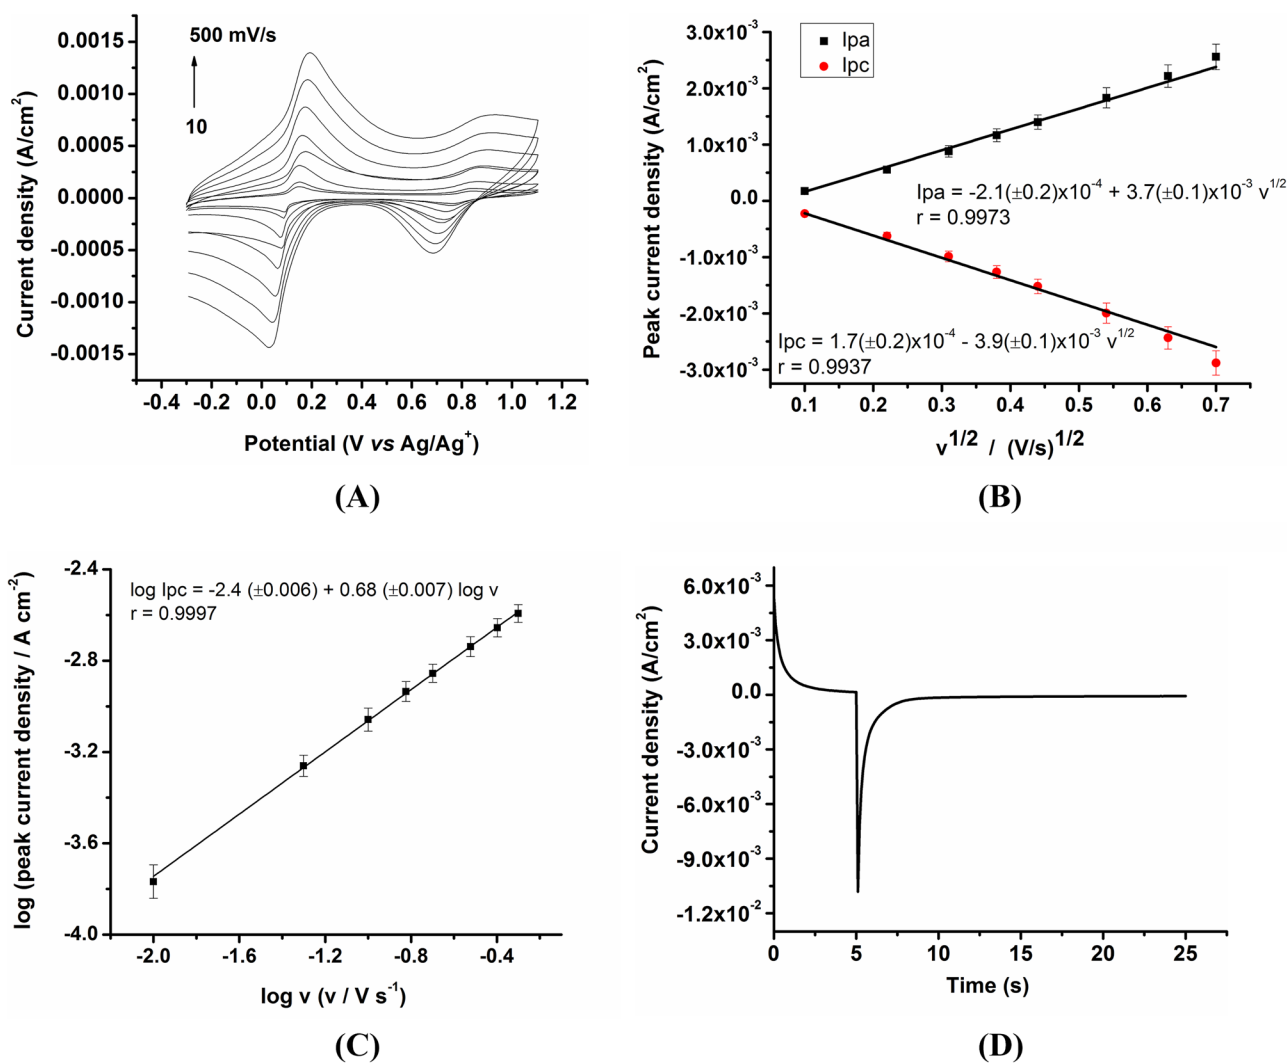 500 mV/s
10
0.0015
0.0010
0.0005
0.0000
-0.0005
-0.0010
-0.0015
-0.4 -0.2 0.0 0.2 0.4 0.6 0.8 1.0 1.2
Current density (A/cm²)
Potential (V vs Ag/Ag⁺)
(A)
Ipa
Ipc
3.0x10⁻³
2.0x10⁻³
1.0x10⁻³
0.0
-1.0x10⁻³
-2.0x10⁻³
-3.0x10⁻³
Ipa = -2.1(±0.2)x10⁻⁴ + 3.7(±0.1)x10⁻³ v¹/²
r = 0.9973
Ipc = 1.7(±0.2)x10⁻⁴ - 3.9(±0.1)x10⁻³ v¹/²
r = 0.9937
0.1 0.2 0.3 0.4 0.5 0.6 0.7
Peak current density (A/cm²)
v¹/² / (V/s)¹/²
(B)
log Ipc = -2.4 (±0.006) + 0.68 (±0.007) log v
r = 0.9997
-2.4
-2.8
-3.2
-3.6
-4.0
-2.0 -1.6 -1.2 -0.8 -0.4
log (peak current density / A cm⁻²)
log v (v / V s⁻¹)
(C)
6.0x10⁻³
3.0x10⁻³
0.0
-3.0x10⁻³
-6.0x10⁻³
-9.0x10⁻³
-1.2x10⁻²
0 5 10 15 20 25
Current density (A/cm²)
Time (s)
(D)